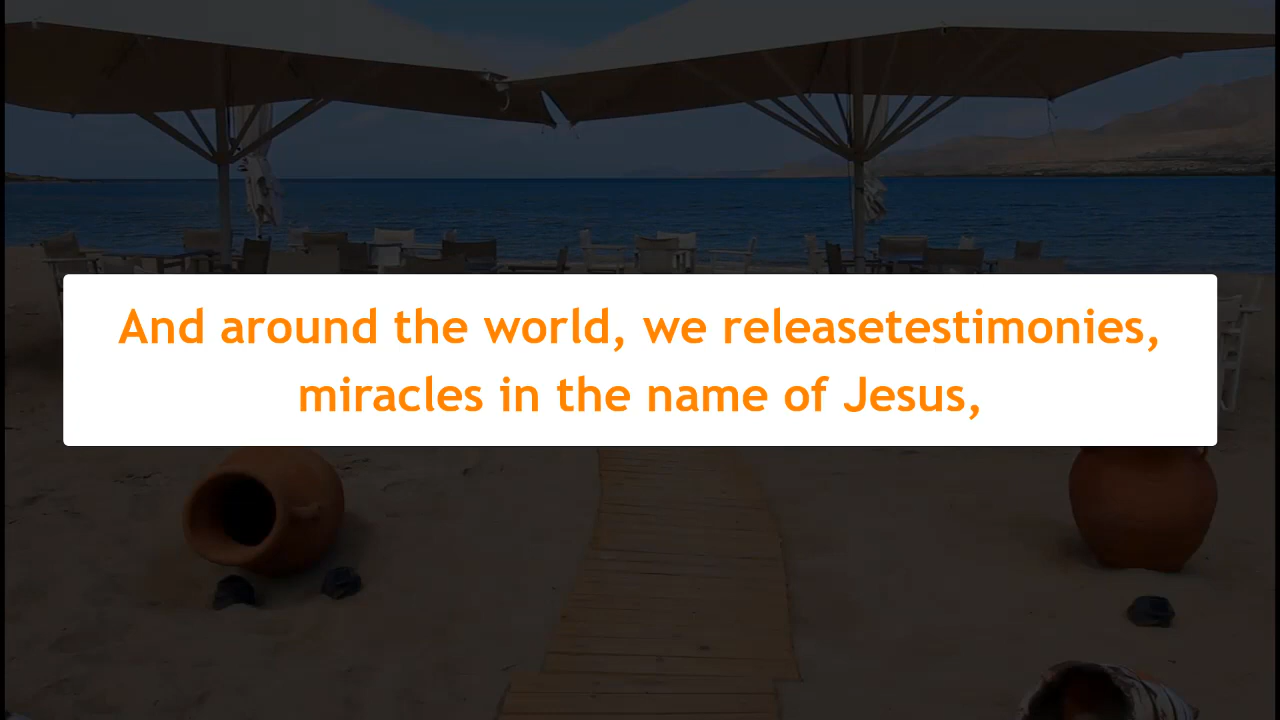 And around the world, we releasetestimonies,
miracles in the name of Jesus,